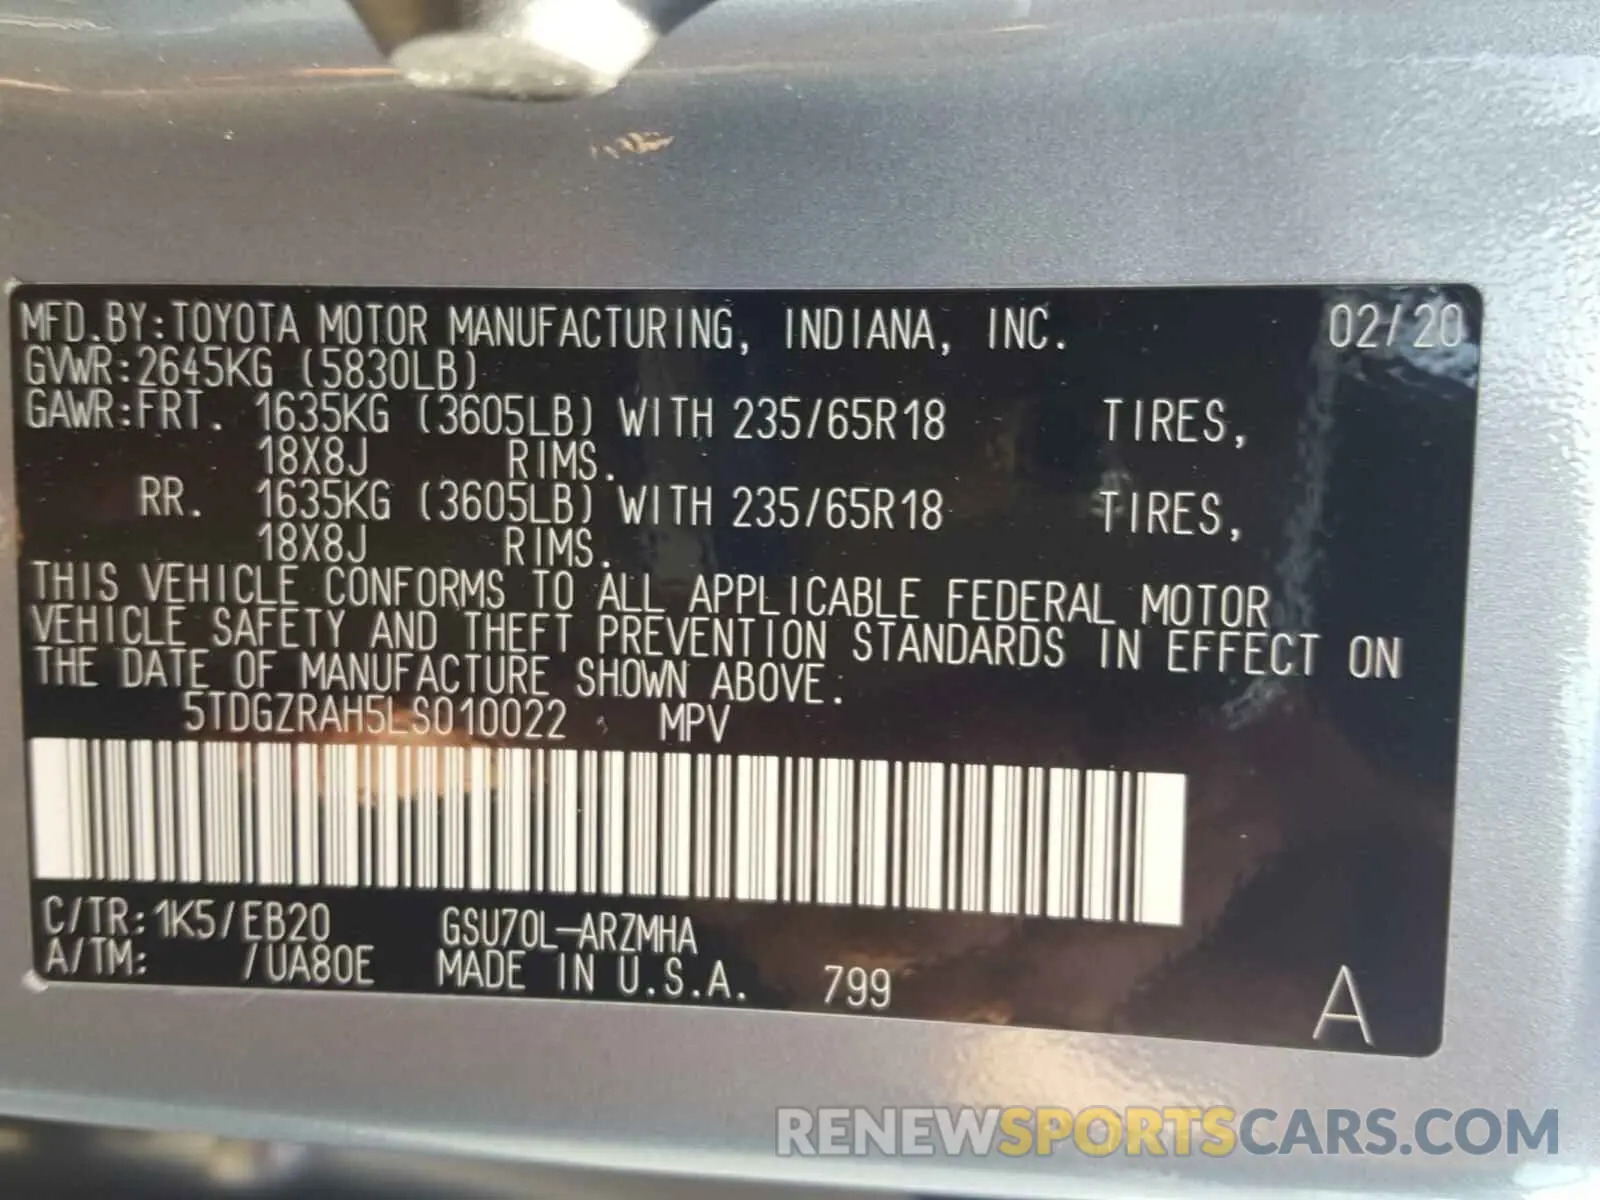 MFD.BY:TOYOTA MOTOR MANUFACTURING, INDIANA, INC. 02/20
GVWR:2645KG (5830LB)
GAWR:FRT. 1635KG (3605LB) WITH 235/65R18 TIRES,
18X8J RIMS.
RR. 1635KG (3605LB) WITH 235/65R18 TIRES,
18X8J RIMS.
THIS VEHICLE CONFORMS TO ALL APPLICABLE FEDERAL MOTOR
VEHICLE SAFETY AND THEFT PREVENTION STANDARDS IN EFFECT ON
THE DATE OF MANUFACTURE SHOWN ABOVE.
5TDGZRAH5LS010022 MPV
C/TR:1K5/EB20 GSU70L-ARZMHA
A/TM: /UA80E MADE IN U.S.A. 799 A
RENEWSPORTSCARS.COM